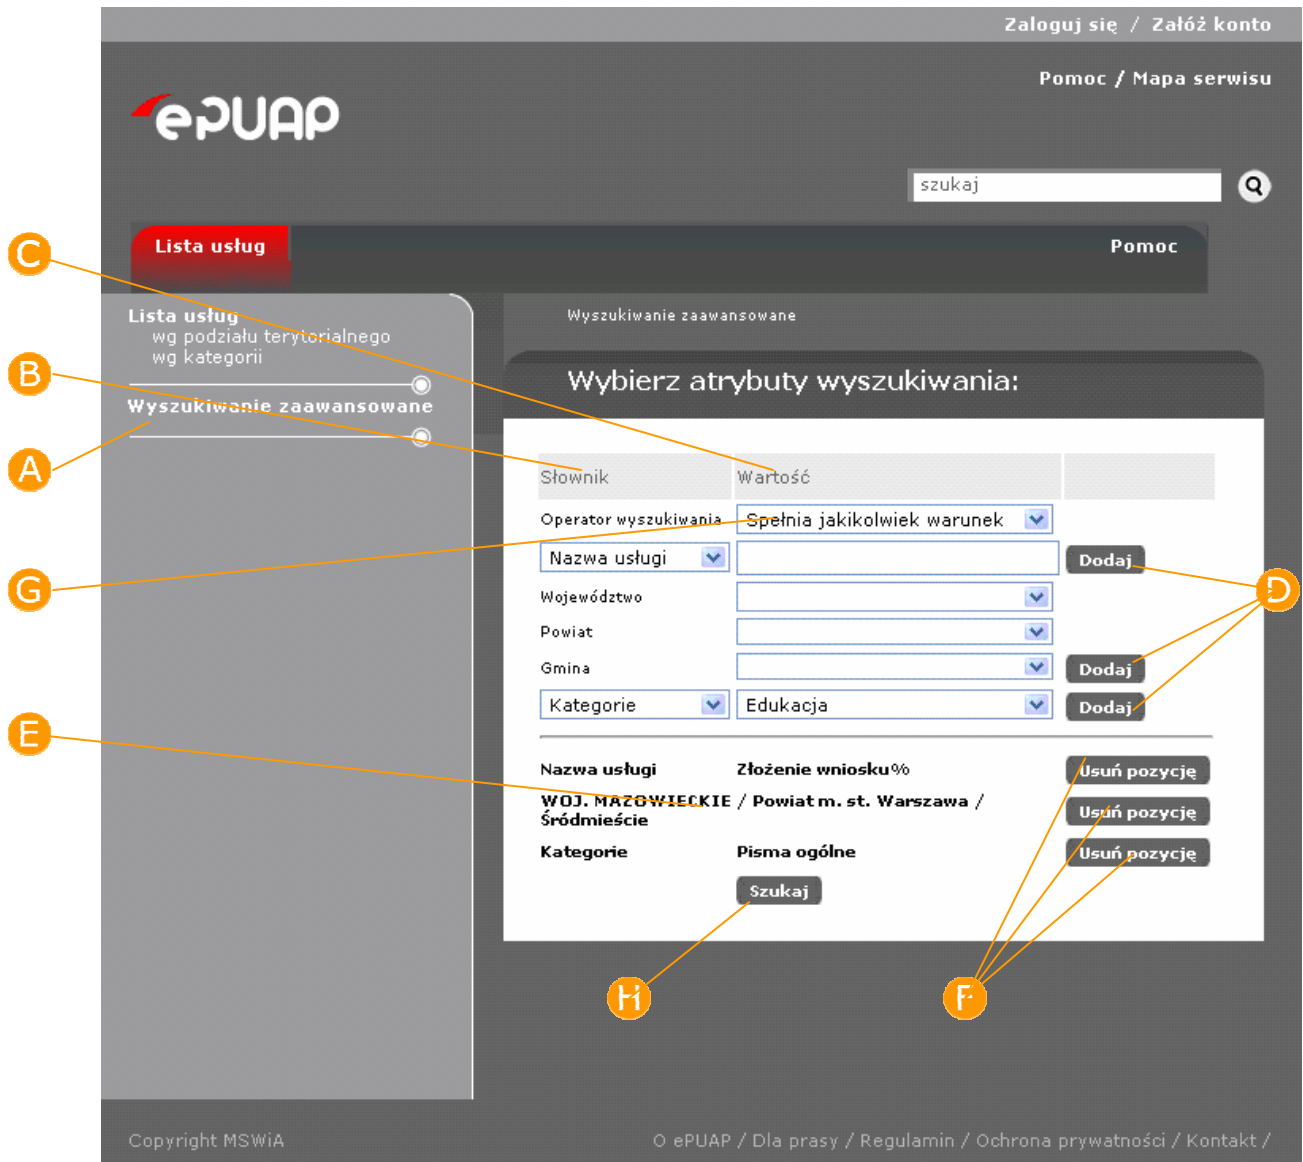 Zaloguj się / Załóż konto
Pomoc / Mapa serwisu
ePUAP
szukaj
C
Lista usług
Pomoc
Lista usług
wg podziału terytorialnego
wg kategorii
Wyszukiwanie zaawansowane
B
Wybierz atrybuty wyszukiwania:
Wyszukiwanie zaawansowane
A
Słownik Wartość
Operator wyszukiwania Spełnia jakikolwiek warunek
Nazwa usługi Dodaj
G
D
Województwo
Powiat
Gmina Dodaj
Kategorie Edukacja Dodaj
E
Nazwa usługi Złożenie wniosku% Usuń pozycję
WOJ. MAZOWIECKIE / Powiat m. st. Warszawa /
Śródmieście
Usuń pozycję
Kategorie Pisma ogólne Usuń pozycję
Szukaj
H
F
Copyright MSWiA
O ePUAP / Dla prasy / Regulamin / Ochrona prywatności / Kontakt /